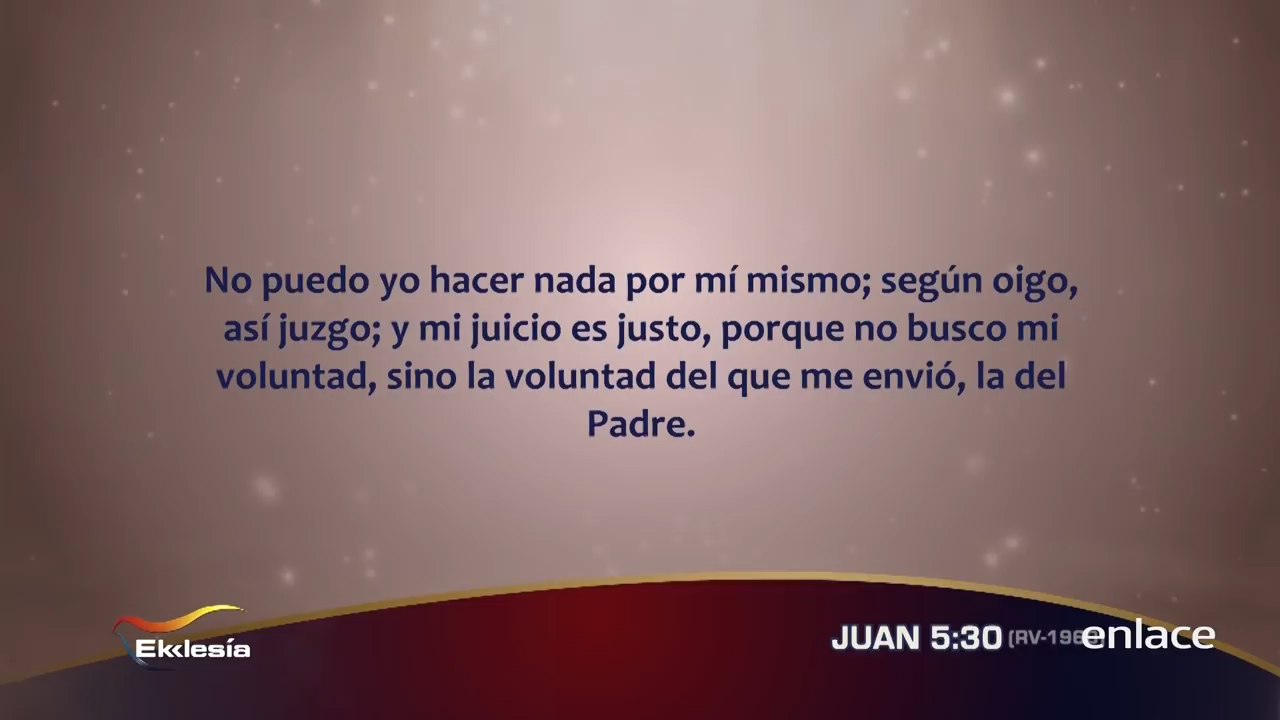 No puedo yo hacer nada por mí mismo; según oigo,
así juzgo; y mi juicio es justo, porque no busco mi
voluntad, sino la voluntad del que me envió, la del
Padre.
Ekklesía
JUAN 5:30
enlace